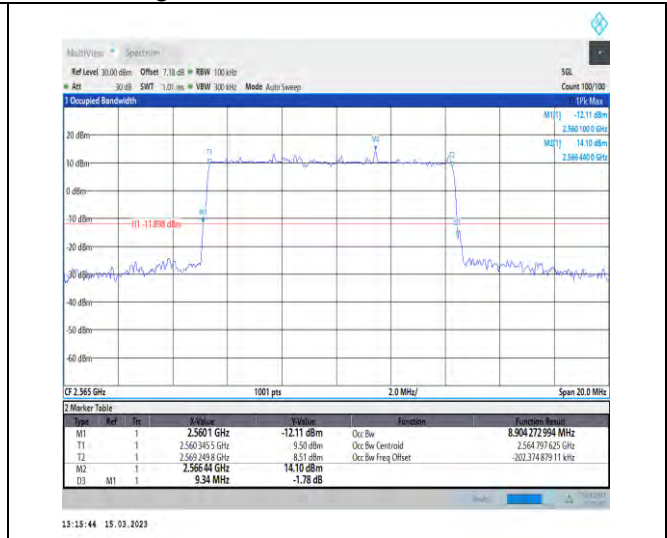 MultiView Spectrum
Ref Level 30.00 dBm Offset 7.18 dB RBW 100 kHz SGL
Att 30 dB SWT 1.01 ms VBW 300 kHz Mode Auto Sweep Count 100/100
1 Occupied Bandwidth 1Pk Max
M1[1] -12.11 dBm
2.560 100 0 GHz
M2[1] 14.10 dBm
2.566 440 0 GHz
20 dBm
M2
T1
T2
10 dBm
0 dBm
-10 dBm
M1
H1 -11.898 dBm
D3
-20 dBm
-30 dBm
-40 dBm
-50 dBm
-60 dBm
CF 2.565 GHz 1001 pts 2.0 MHz/ Span 20.0 MHz
2 Marker Table
Type Ref Trc X-Value Y-Value Function Function Result
M1 1 2.5601 GHz -12.11 dBm Occ Bw 8.904 272 994 MHz
T1 1 2.560 345 5 GHz 9.50 dBm Occ Bw Centroid 2.564 797 625 GHz
T2 1 2.569 249 8 GHz 8.51 dBm Occ Bw Freq Offset -202.374 879 11 kHz
M2 1 2.566 44 GHz 14.10 dBm
D3 M1 1 9.34 MHz -1.78 dB
13:15:44 15.03.2023